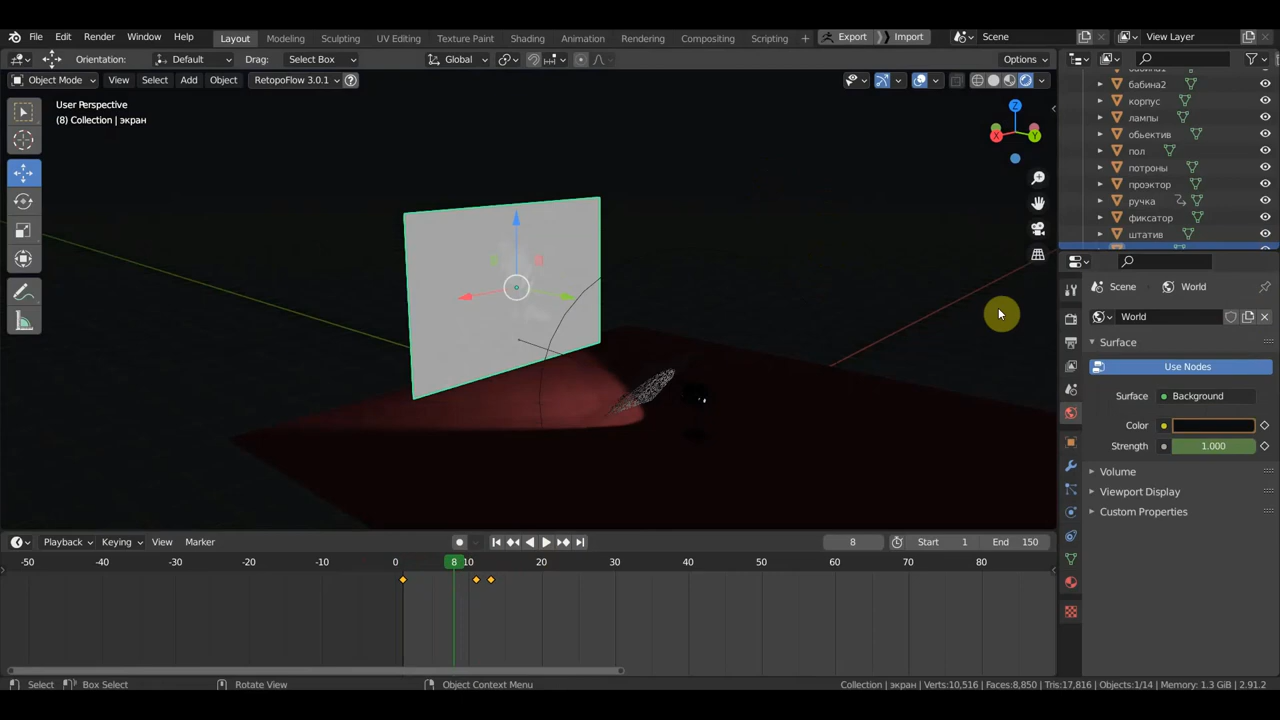 File Edit Render Window Help Layout Modeling Sculpting UV Editing Texture Paint Shading Animation Rendering Compositing Scripting + Export Import Scene View Layer
Orientation: Default Drag: Select Box Global Options
Object Mode View Select Add Object RetopoFlow 3.0.1 ?
User Perspective
(8) Collection | экран
Z
X
Y
бабина2
корпус
лампы
обьектив
пол
потроны
проэктор
ручка
фиксатор
штатив
Scene World
World
Surface
Use Nodes
Surface Background
Color
Strength 1.000
Volume
Viewport Display
Custom Properties
Playback Keying View Marker 8 Start 1 End 150
-50 -40 -30 -20 -10 0 8 10 20 30 40 50 60 70 80
Select Box Select Rotate View Object Context Menu Collection | экран | Verts:10,516 | Faces:8,850 | Tris:17,816 | Objects:1/14 | Memory: 1.3 GiB | 2.91.2